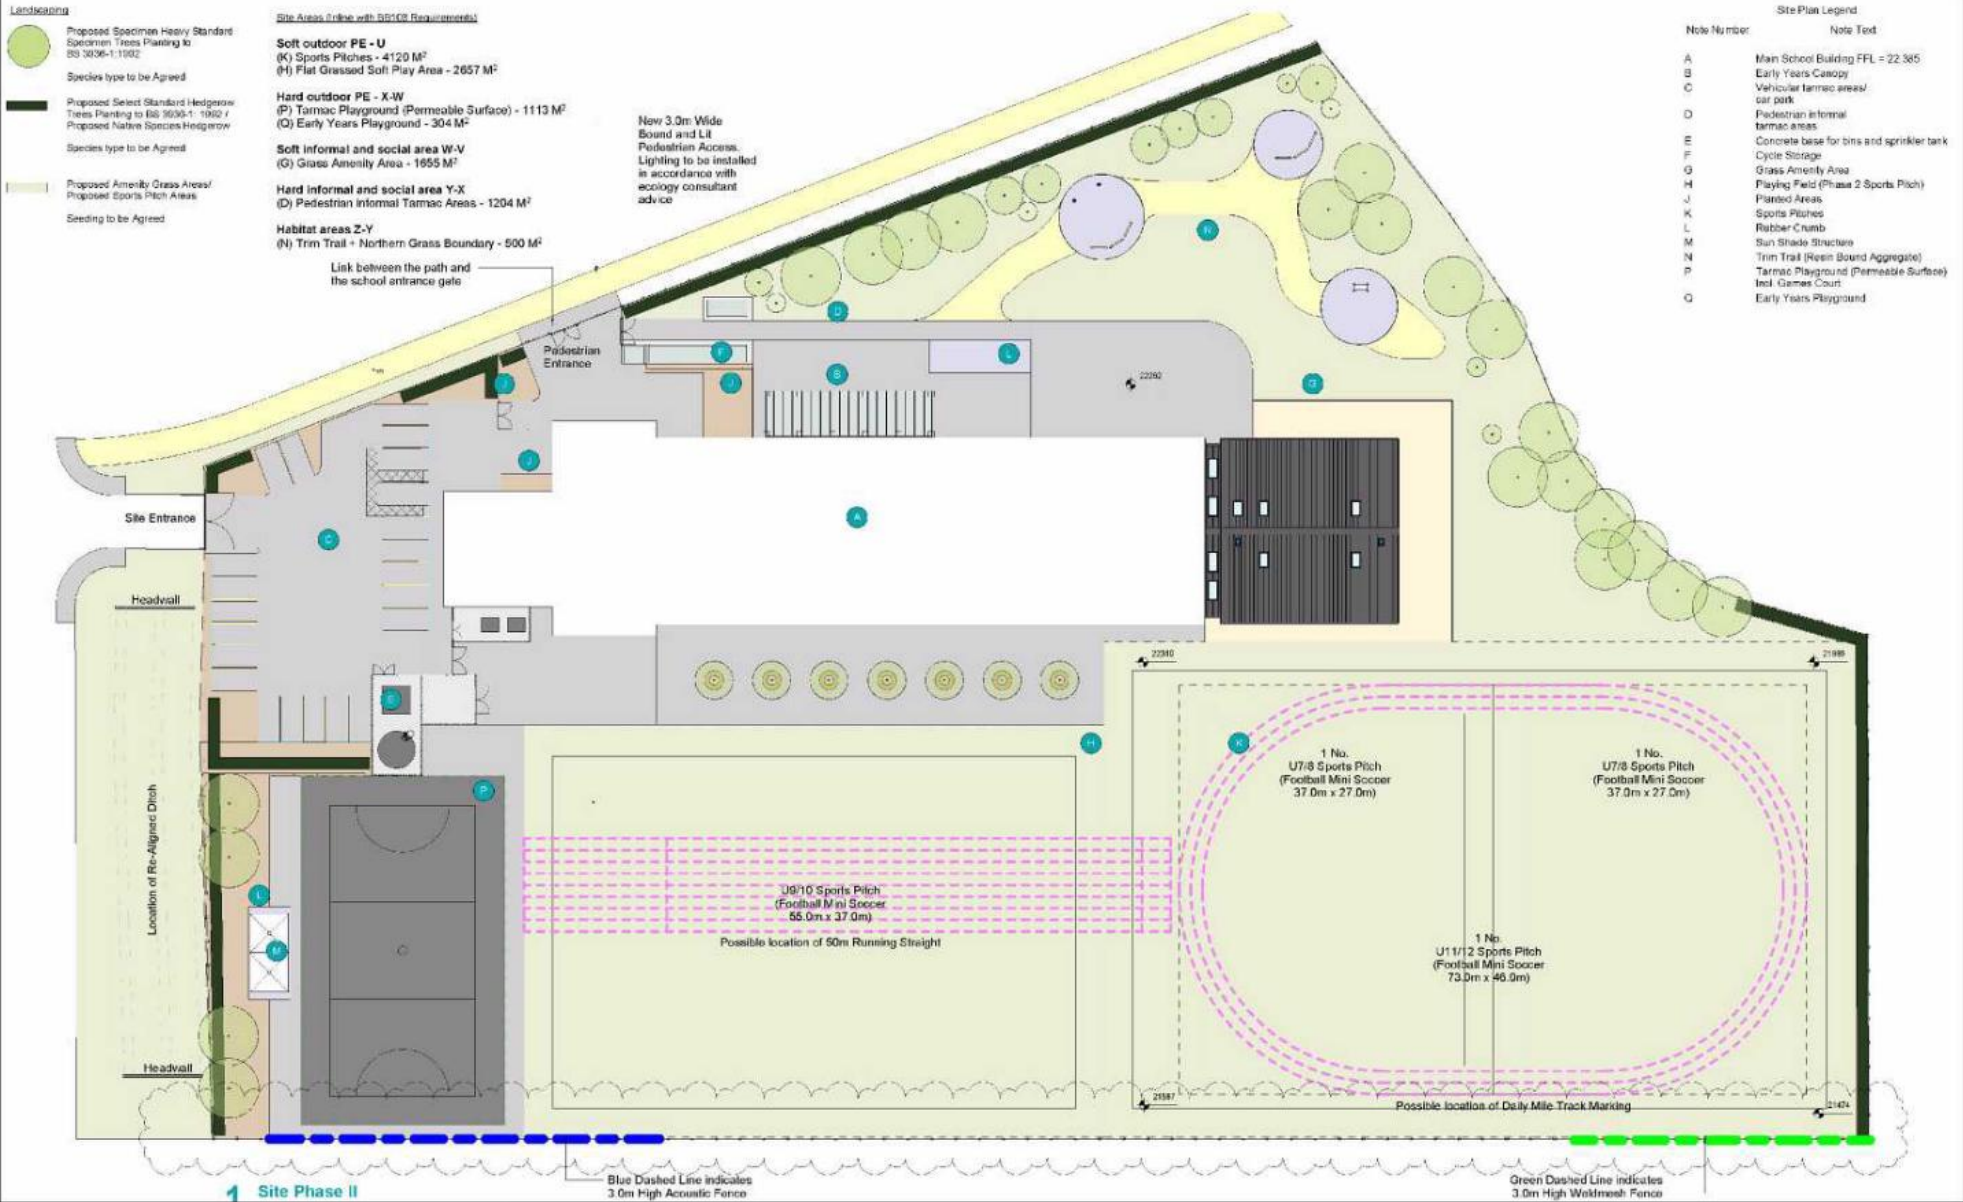 Landscaping
Proposed Specimen Heavy Standard
Specimen Trees Planting to
BS 3936-1:1992
Species type to be Agreed
Proposed Select Standard Hedgerow
Trees Planting to BS 3936-1: 1992 /
Proposed Native Species Hedgerow
Species type to be Agreed
Proposed Amenity Grass Areas/
Proposed Sports Pitch Areas
Seeding to be Agreed
Site Areas (Inline with BB103 Requirements)
Soft outdoor PE - U
(K) Sports Pitches - 4120 M²
(H) Flat Grassed Soft Play Area - 2657 M²
Hard outdoor PE - X-W
(P) Tarmac Playground (Permeable Surface) - 1113 M²
(Q) Early Years Playground - 304 M²
Soft informal and social area W-V
(G) Grass Amenity Area - 1655 M²
Hard informal and social area Y-X
(D) Pedestrian Informal Tarmac Areas - 1204 M²
Habitat areas Z-Y
(N) Trim Trail + Northern Grass Boundary - 500 M²
Link between the path and
the school entrance gate
New 3.0m Wide
Bound and Lit
Pedestrian Access.
Lighting to be installed
in accordance with
ecology consultant
advice
Site Plan Legend
Note Number Note Text
A Main School Building FFL = 22.385
B Early Years Canopy
C Vehicular tarmac areas/
car park
D Pedestrian informal
tarmac areas
E Concrete base for bins and sprinkler tank
F Cycle Storage
G Grass Amenity Area
H Playing Field (Phase 2 Sports Pitch)
J Planted Areas
K Sports Pitches
L Rubber Crumb
M Sun Shade Structure
N Trim Trail (Resin Bound Aggregate)
P Tarmac Playground (Permeable Surface)
Incl. Games Court
Q Early Years Playground
N
D
Pedestrian
Entrance
F
L
J
J
B
22262
G
J
Site Entrance
A
C
Headwall
22310
21989
E
H
K
1 No.
U7/8 Sports Pitch
(Football Mini Soccer
37.0m x 27.0m)
1 No.
U7/8 Sports Pitch
(Football Mini Soccer
37.0m x 27.0m)
P
Location of Re-Aligned Ditch
L
U9/10 Sports Pitch
(Football Mini Soccer
55.0m x 37.0m)
Possible location of 50m Running Straight
M
1 No.
U11/12 Sports Pitch
(Football Mini Soccer
73.0m x 46.0m)
Headwall
21587
Possible location of Daily Mile Track Marking
21474
Blue Dashed Line indicates
3.0m High Acoustic Fence
Green Dashed Line indicates
3.0m High Weldmesh Fence
1 Site Phase II